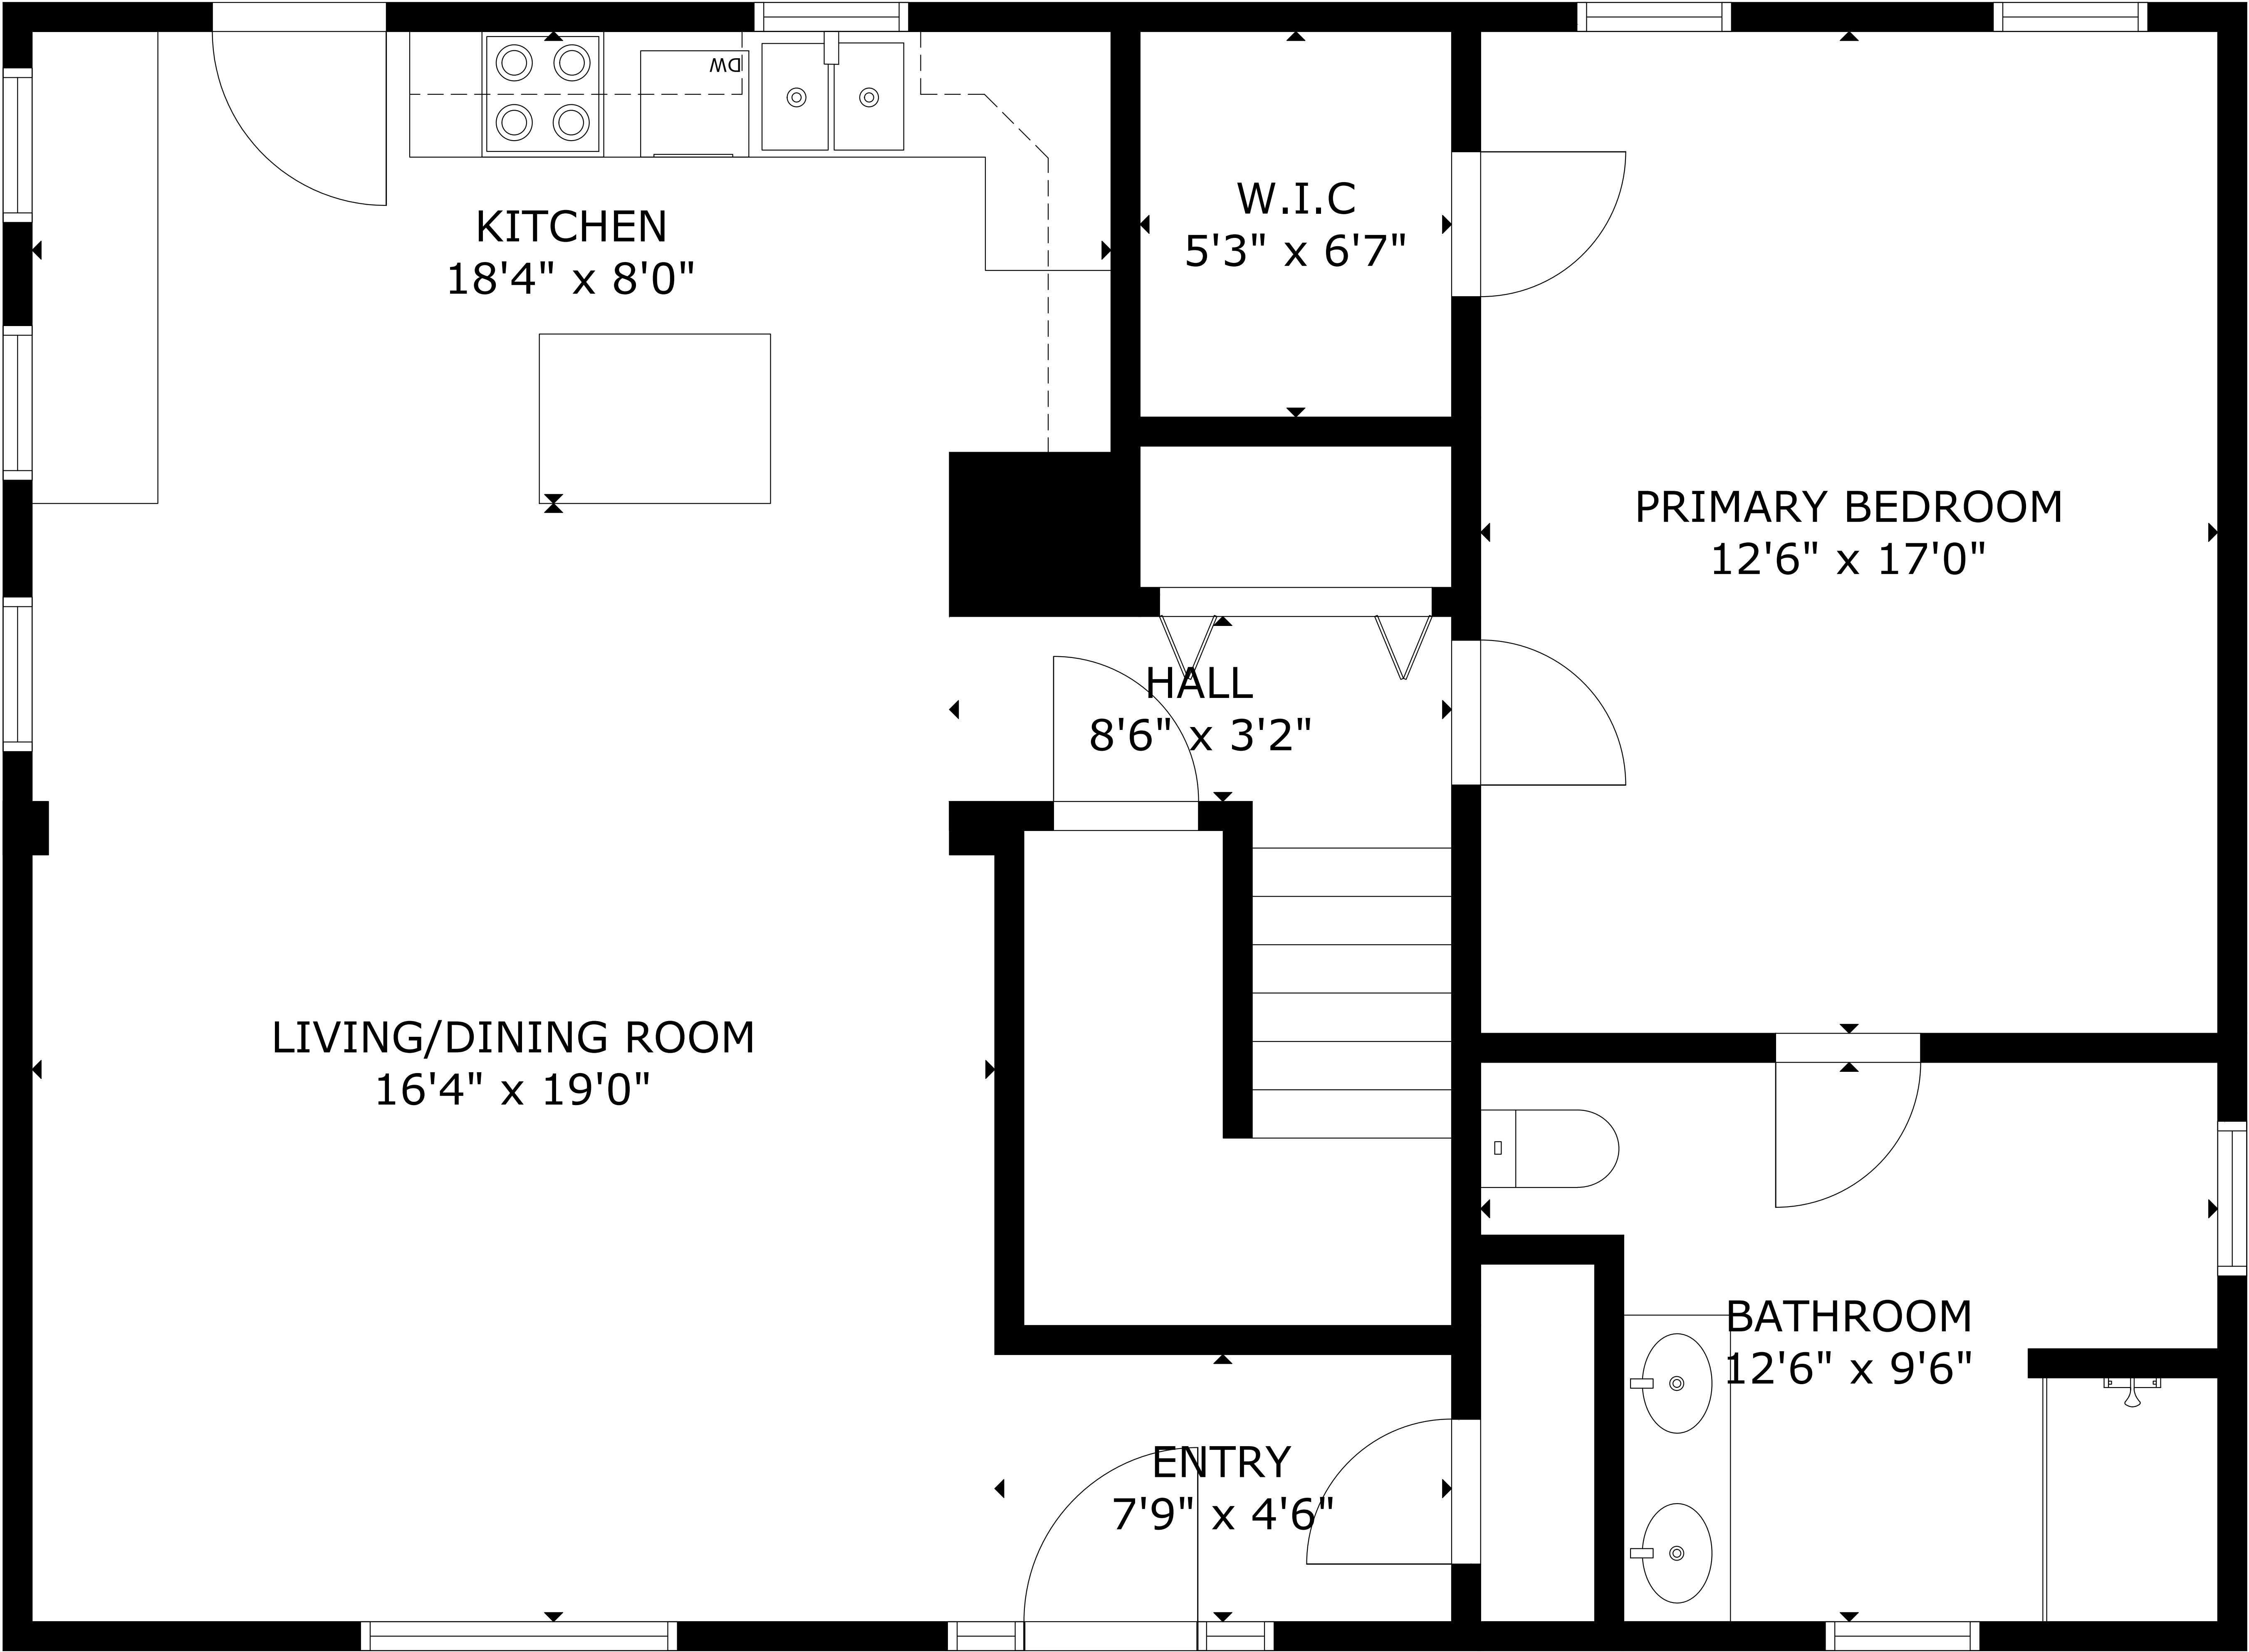 DW
KITCHEN
18'4" x 8'0"
W.I.C
5'3" x 6'7"
PRIMARY BEDROOM
12'6" x 17'0"
HALL
8'6" x 3'2"
LIVING/DINING ROOM
16'4" x 19'0"
BATHROOM
12'6" x 9'6"
ENTRY
7'9" x 4'6"